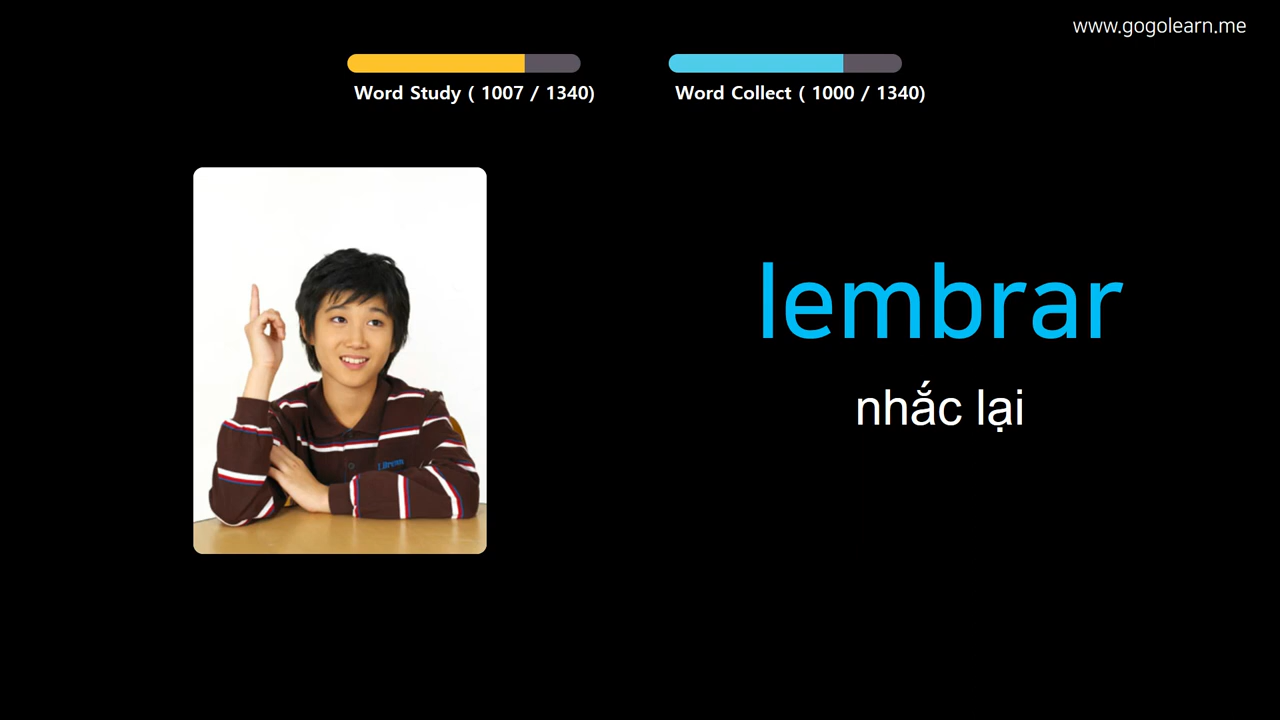 www.gogolearn.me
Word Study ( 1007 / 1340)
Word Collect ( 1000 / 1340)
lembrar
nhắc lại